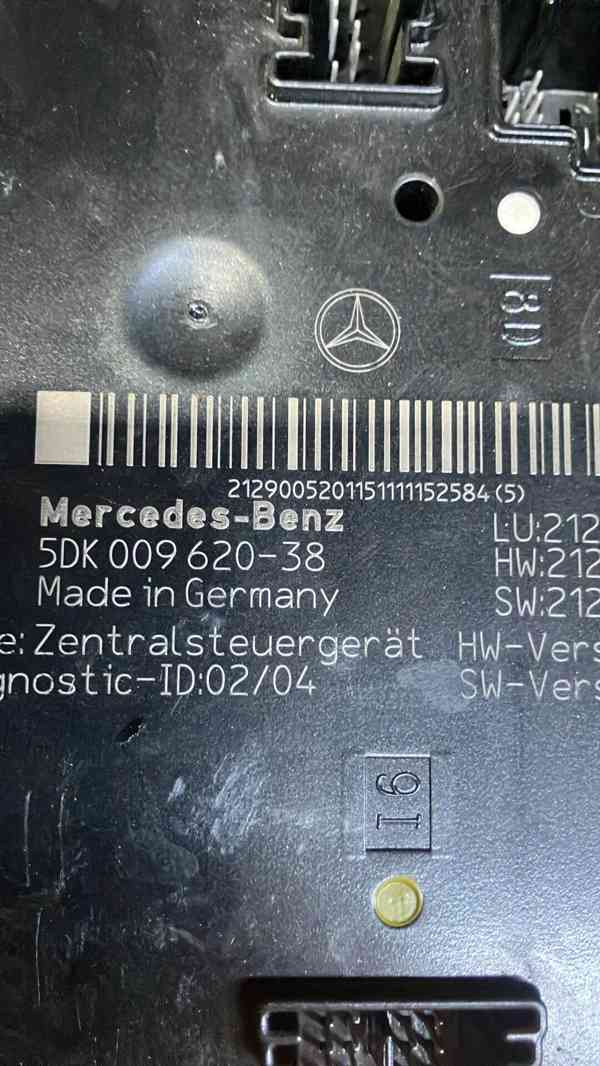 8D
2129005201151111152584 (5)
Mercedes-Benz
5DK 009 620-38
Made in Germany
e: Zentralsteuergerät
gnostic-ID:02/04
LU:212
HW:212
SW:212
HW-Vers
SW-Vers
I6